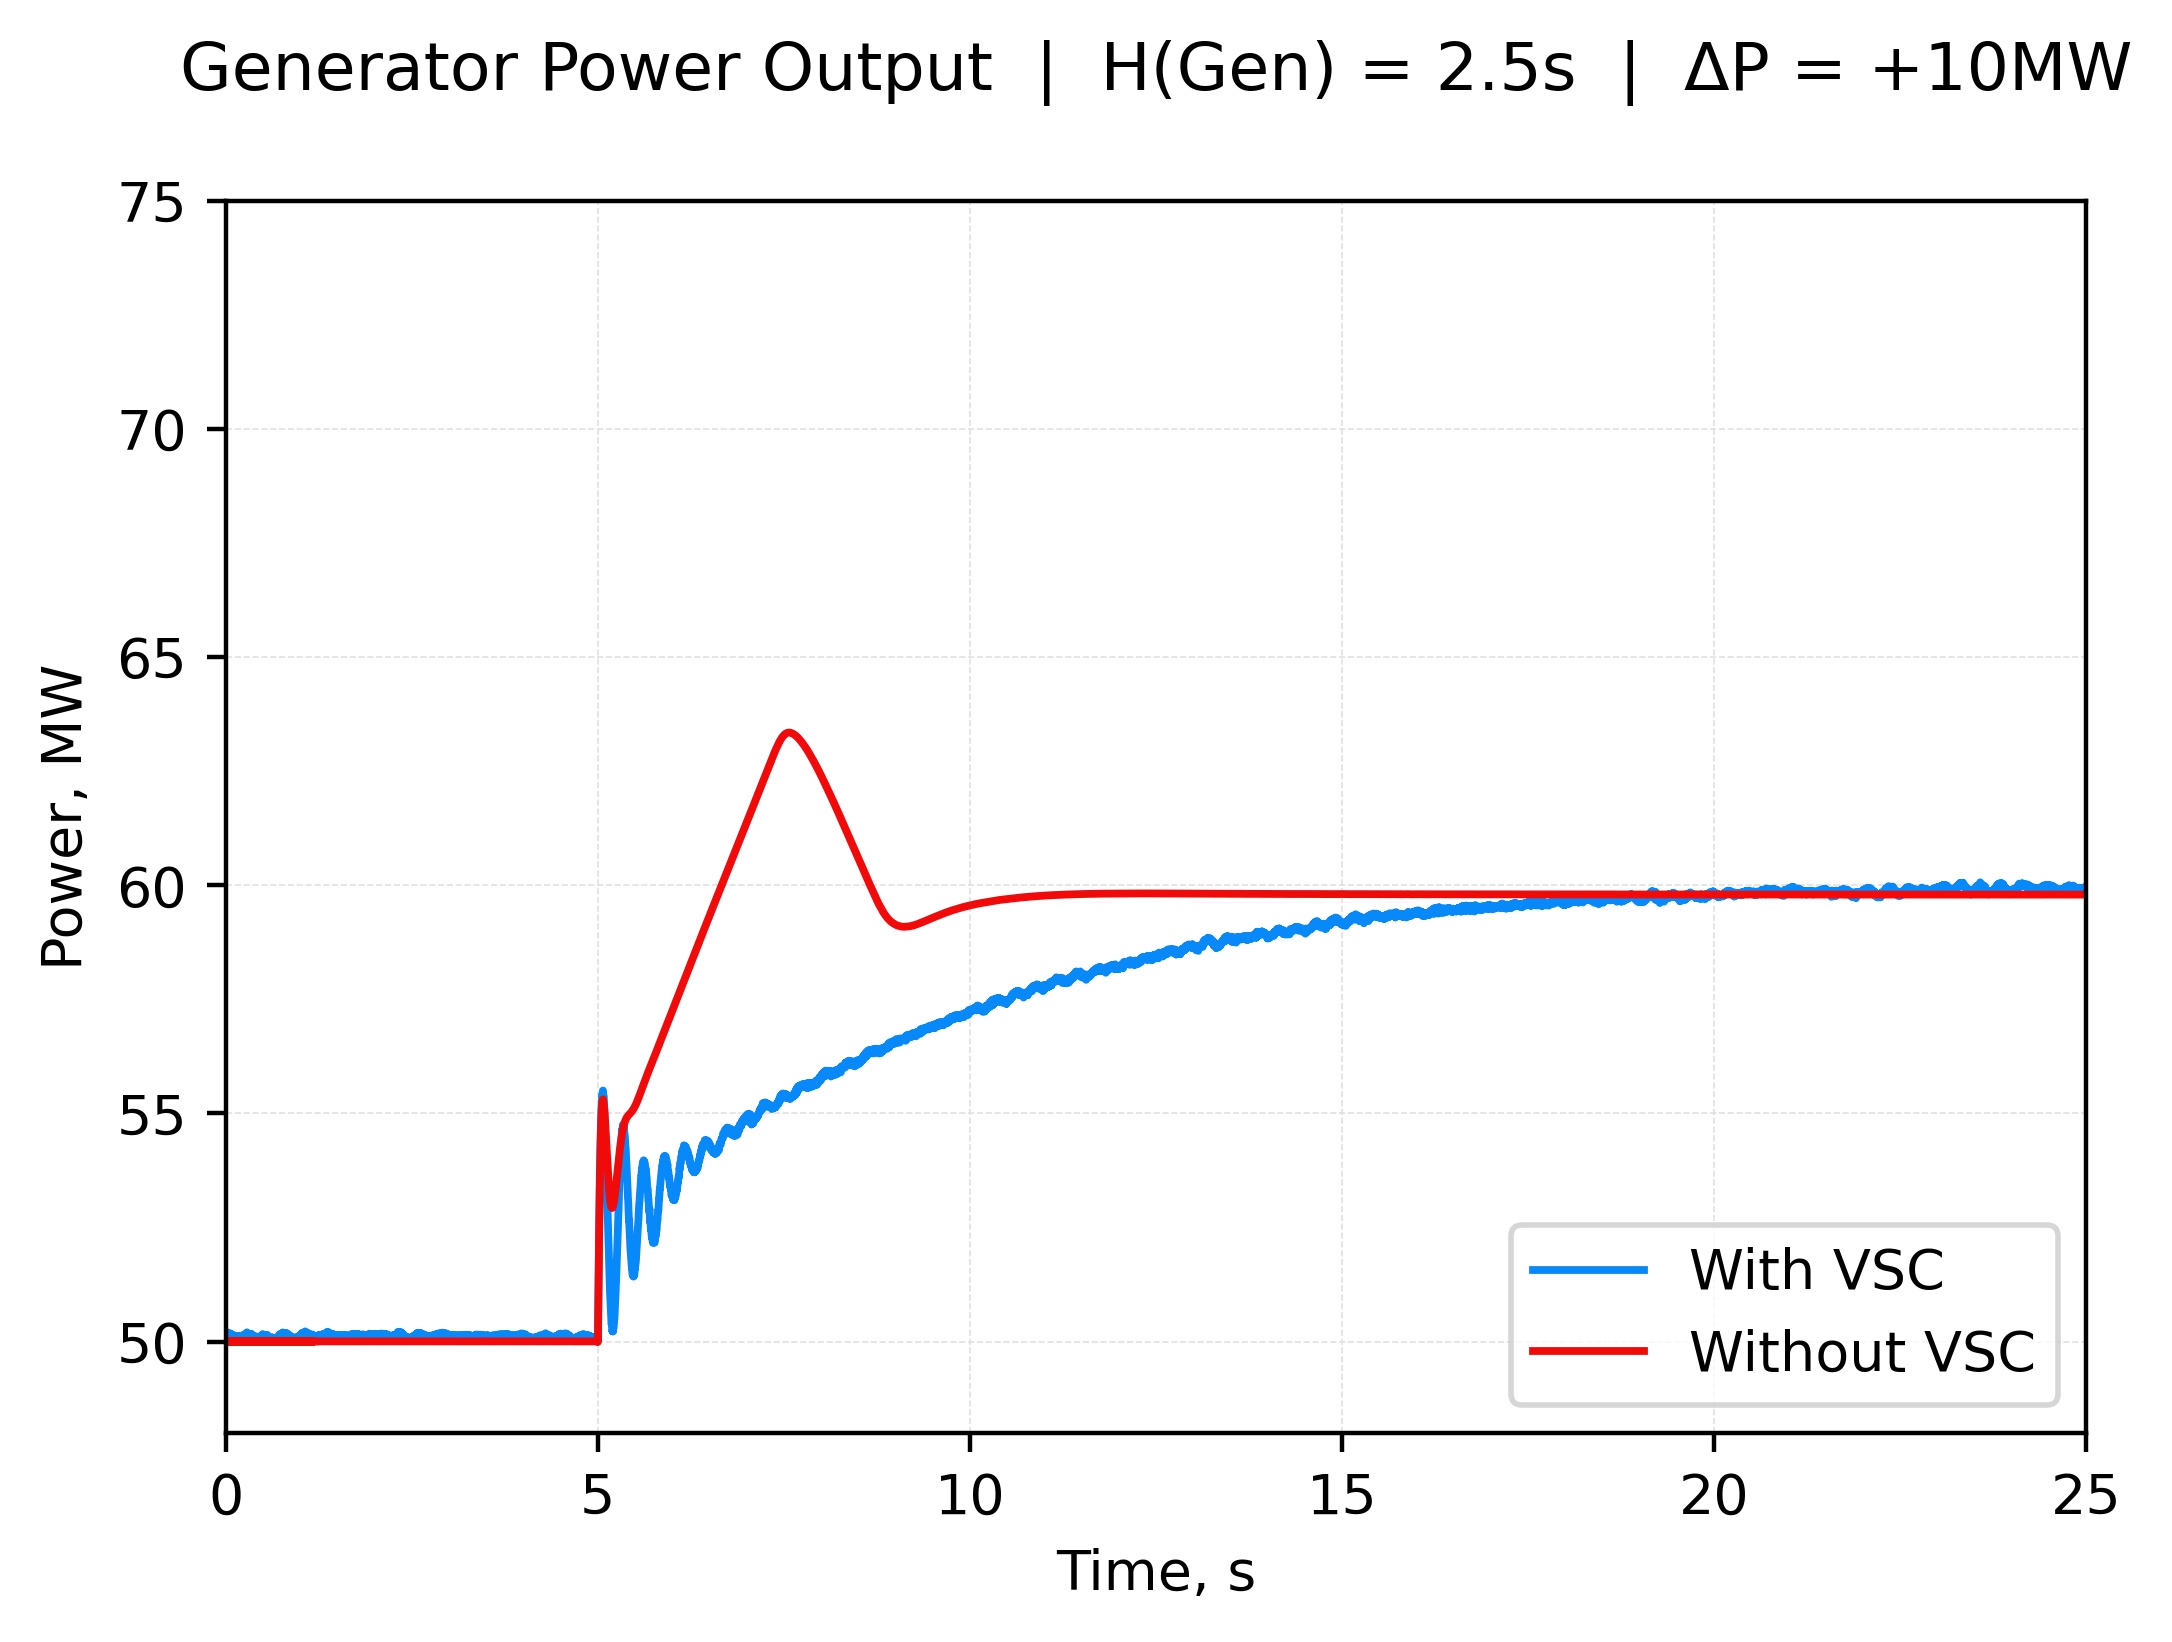 Generator Power Output | H(Gen) = 2.5s | ΔP = +10MW
75
70
65
60
55
50
Power, MW
With VSC
Without VSC
0 5 10 15 20 25
Time, s